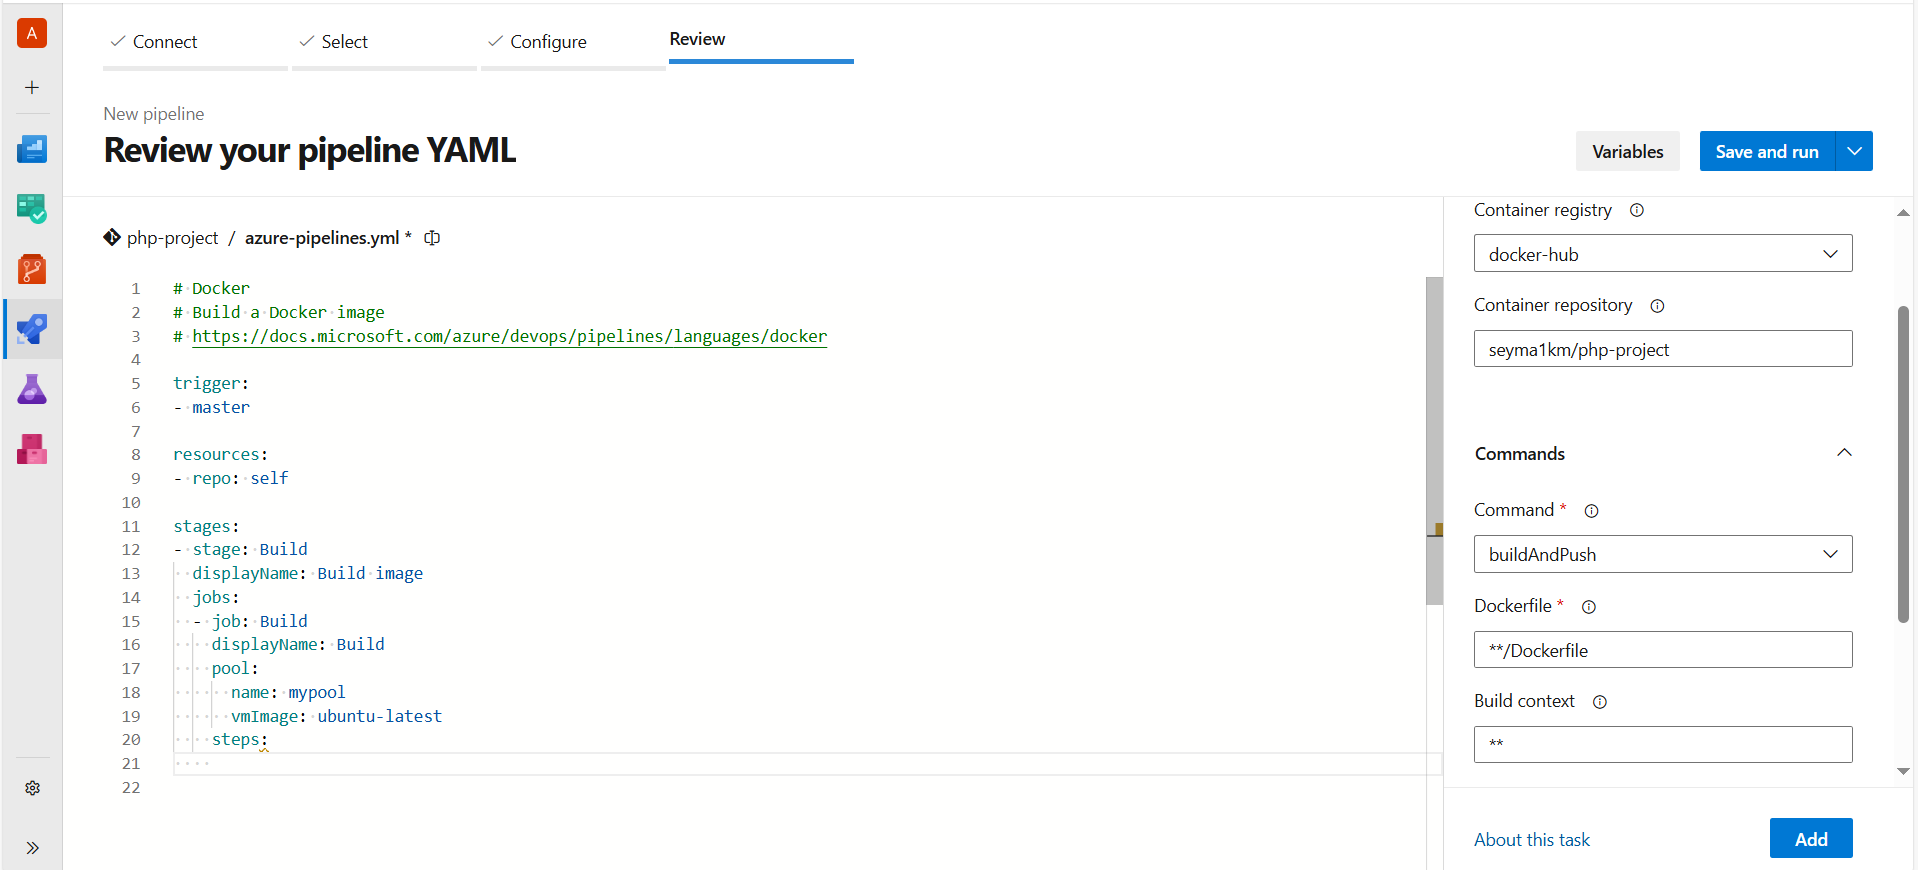 A
Connect
Select
Configure
Review
New pipeline
Review your pipeline YAML
Variables
Save and run
php-project / azure-pipelines.yml *
1 # Docker
2 # Build a Docker image
3 # https://docs.microsoft.com/azure/devops/pipelines/languages/docker
4
5 trigger:
6 - master
7
8 resources:
9 - repo: self
10
11 stages:
12 - stage: Build
13   displayName: Build image
14   jobs:
15   - job: Build
16     displayName: Build
17     pool:
18       name: mypool
19       vmImage: ubuntu-latest
20     steps:
21
22
Container registry
docker-hub
Container repository
seyma1km/php-project
Commands
Command *
buildAndPush
Dockerfile *
**/Dockerfile
Build context
**
About this task
Add